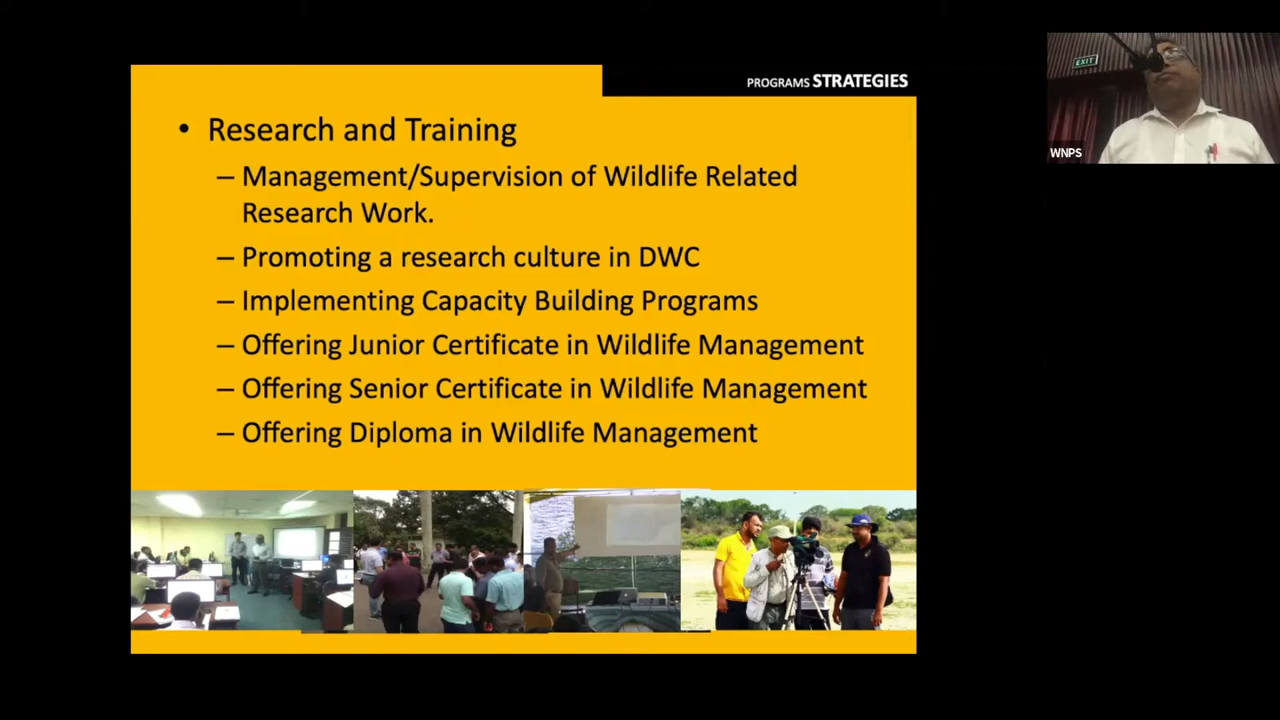 PROGRAMS STRATEGIES
• Research and Training
– Management/Supervision of Wildlife Related
Research Work.
– Promoting a research culture in DWC
– Implementing Capacity Building Programs
– Offering Junior Certificate in Wildlife Management
– Offering Senior Certificate in Wildlife Management
– Offering Diploma in Wildlife Management
EXIT
WNPS